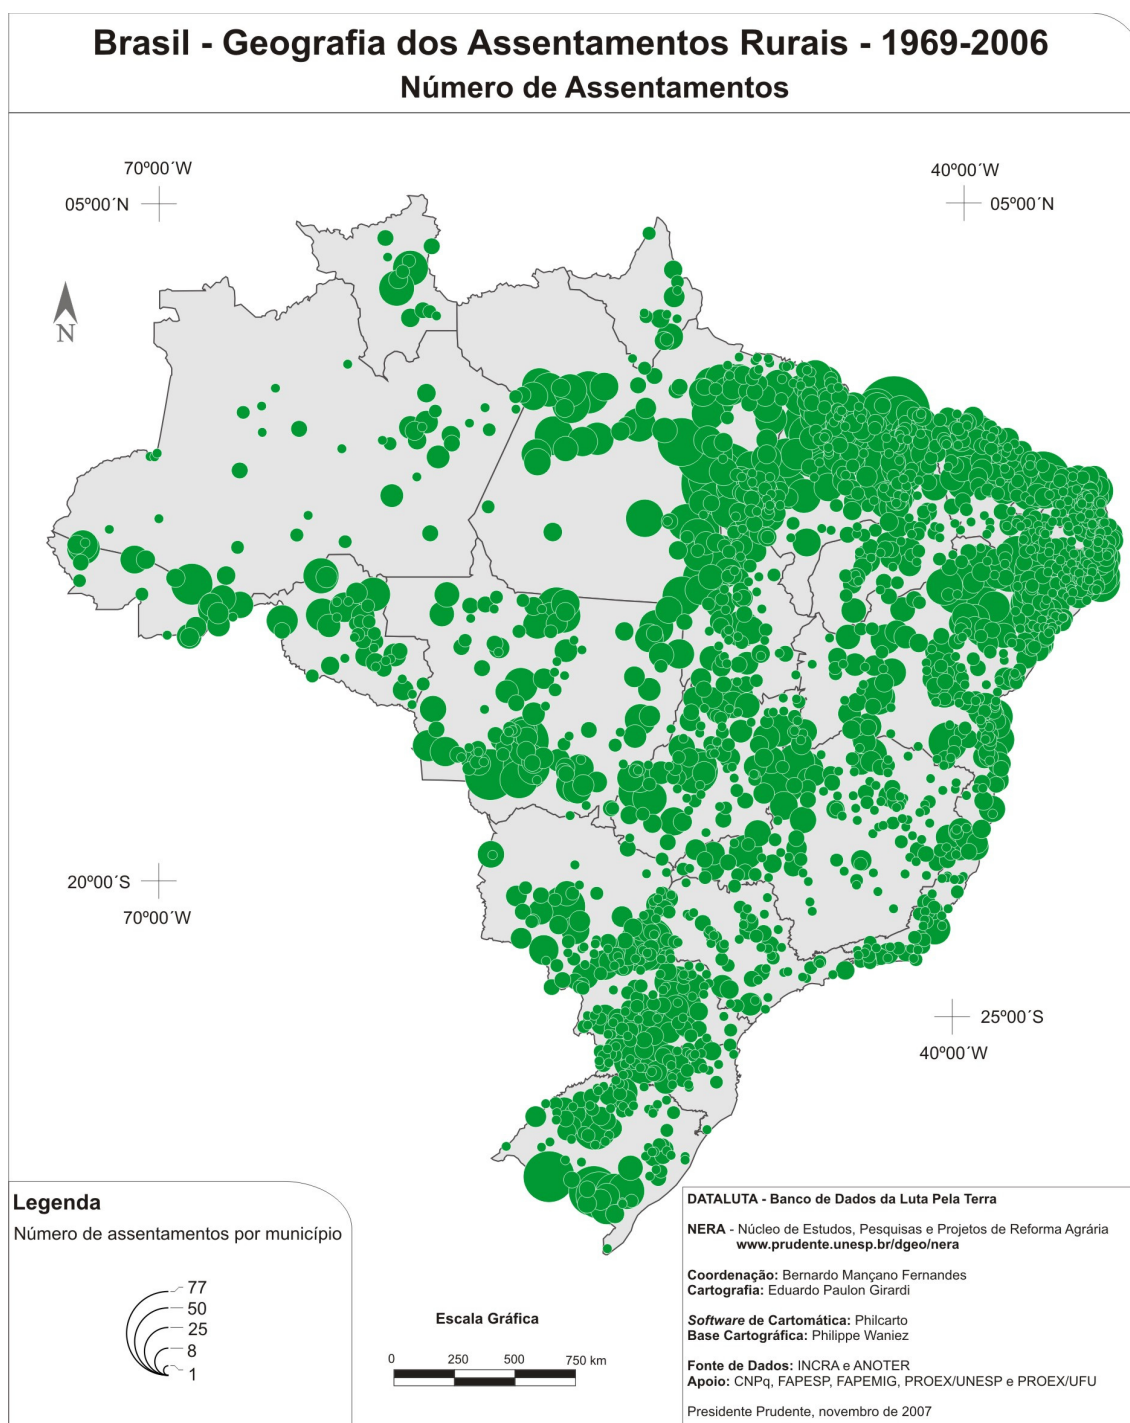 Brasil - Geografia dos Assentamentos Rurais - 1969-2006
Número de Assentamentos
70º00´W
05º00´N
40º00´W
05º00´N
N
20º00´S
70º00´W
25º00´S
40º00´W
Legenda
Número de assentamentos por município
77
50
25
8
1
Escala Gráfica
0 250 500 750 km
DATALUTA - Banco de Dados da Luta Pela Terra
NERA - Núcleo de Estudos, Pesquisas e Projetos de Reforma Agrária
www.prudente.unesp.br/dgeo/nera
Coordenação: Bernardo Mançano Fernandes
Cartografia: Eduardo Paulon Girardi
Software de Cartomática: Philcarto
Base Cartográfica: Philippe Waniez
Fonte de Dados: INCRA e ANOTER
Apoio: CNPq, FAPESP, FAPEMIG, PROEX/UNESP e PROEX/UFU
Presidente Prudente, novembro de 2007